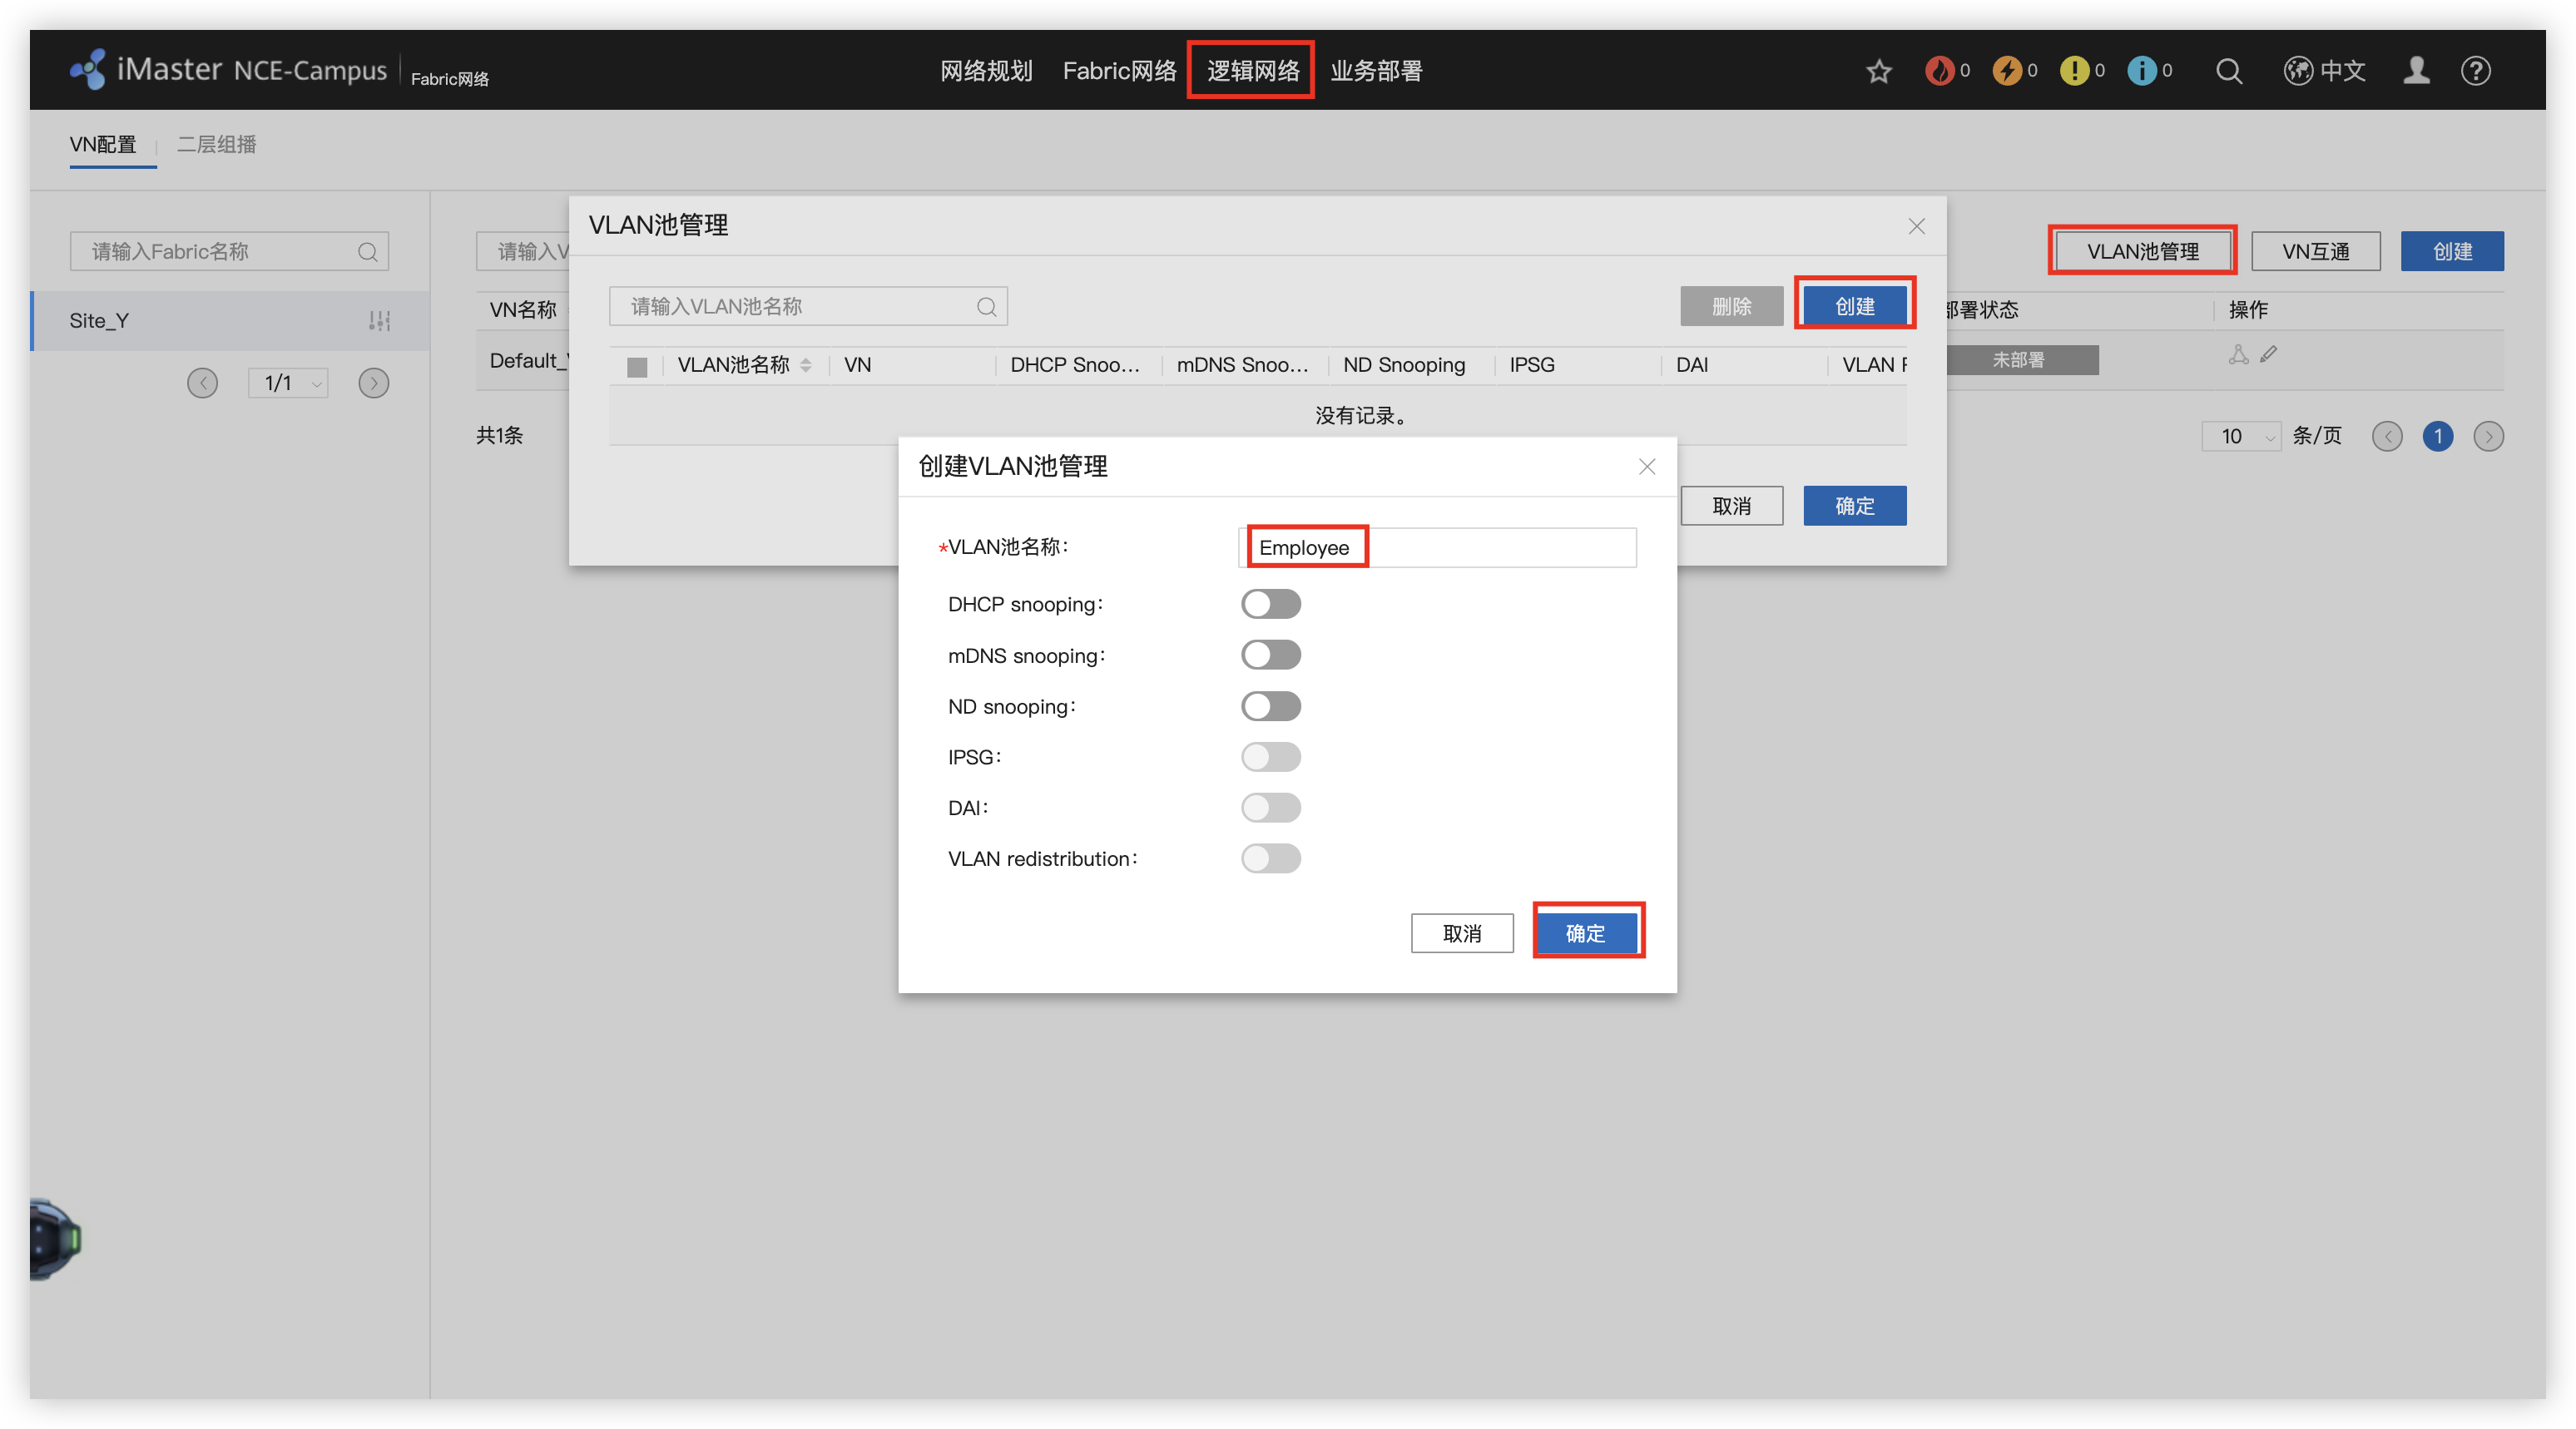 iMaster NCE-Campus Fabric网络 网络规划 Fabric网络 逻辑网络 业务部署 0 0 0 0 中文
VN配置 二层组播
VLAN池管理
请输入Fabric名称 请输入V VLAN池管理 VN互通 创建
请输入VLAN池名称 删除 创建
Site_Y VN名称 部署状态 操作
VLAN池名称 VN DHCP Snoo... mDNS Snoo... ND Snooping IPSG DAI VLAN
Default_ 未部署
1/1
没有记录。
共1条 10 条/页 1
创建VLAN池管理
取消 确定
*VLAN池名称: Employee
DHCP snooping:
mDNS snooping:
ND snooping:
IPSG:
DAI:
VLAN redistribution:
取消 确定